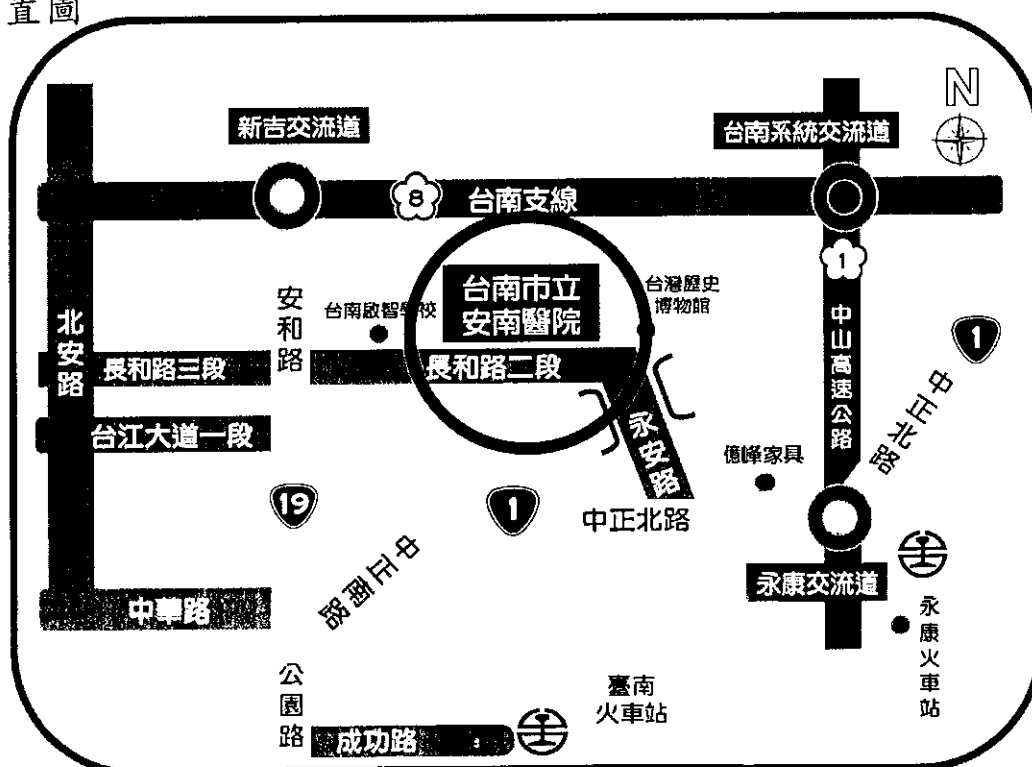 置圖
N
新吉交流道
台南系統交流道
8
台南支線
1
台南市立
安南醫院
台灣歷史
博物館
台南啟智學校
安和路
北安路
中山高速公路
1
中正北路
長和路三段
長和路二段
台江大道一段
永安路
億峰家具
19
1
中正北路
中正南路
永康交流道
中華路
永康火車站
公園路
臺南
火車站
成功路